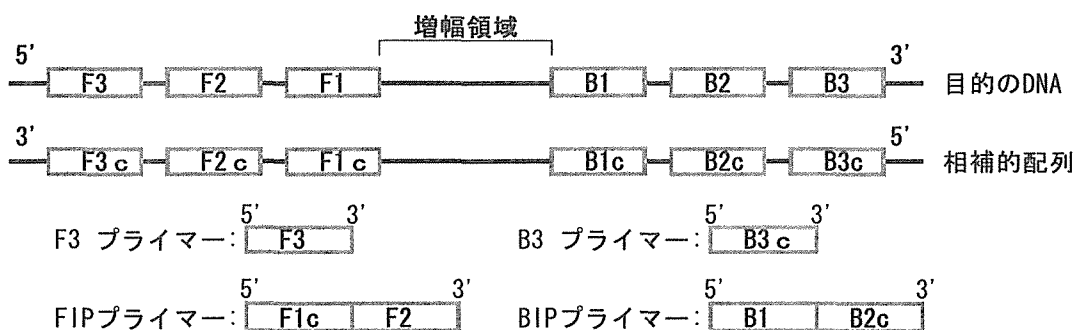 増幅領域
5' 3'
F3 F2 F1 B1 B2 B3 目的のDNA
3' 5'
F3c F2c F1c B1c B2c B3c 相補的配列
5' 3' 5' 3'
F3 プライマー: F3 B3 プライマー: B3c
5' 3' 5' 3'
FIPプライマー: F1c F2 BIPプライマー: B1 B2c